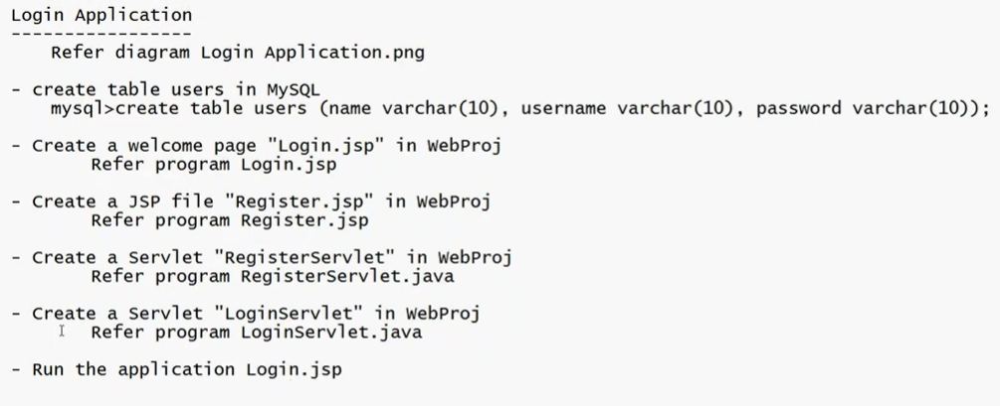 Login Application
-----------------
Refer diagram Login Application.png
- create table users in MySQL
mysql>create table users (name varchar(10), username varchar(10), password varchar(10));
- Create a welcome page "Login.jsp" in WebProj
Refer program Login.jsp
- Create a JSP file "Register.jsp" in WebProj
Refer program Register.jsp
- Create a Servlet "RegisterServlet" in WebProj
Refer program RegisterServlet.java
- Create a Servlet "LoginServlet" in WebProj
Refer program LoginServlet.java
- Run the application Login.jsp